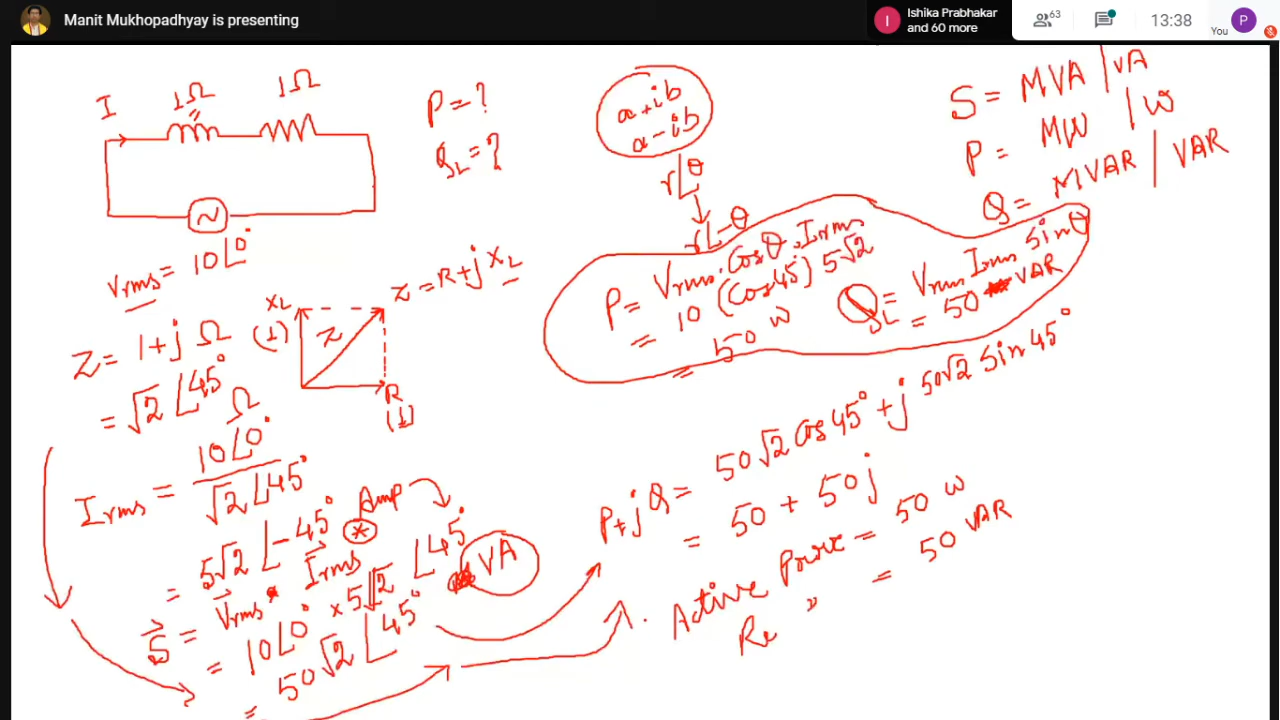 Manit Mukhopadhyay is presenting
Ishika Prabhakar
and 60 more
63
13:38
You
P
I
1Ω
1Ω
Vrms = 10∠0°
P = ?
QL = ?
a+ib
a-ib
r∠θ
r∠-θ
S = MVA / VA
P = MW / W
Q = MVAR / VAR
P = Vrms. Cosθ. Irms
= 10 (Cos45°) 5√2
= 50 W
QL = Vrms Irms Sinθ
= 50 VAR
Z = 1+j Ω
= √2 ∠45° Ω
XL
(1)
Z
R
(1)
Z = R+jXL
Irms = 10∠0° / √2∠45°
= 5√2 ∠-45° Amp
S = Vrms * Irms *
= 10∠0° × 5√2 ∠45°
= 50√2 ∠45° VA
P+jQ = 50√2 cos45° + j 50√2 sin45°
= 50 + 50j
Active Power = 50 W
Re " = 50 VAR